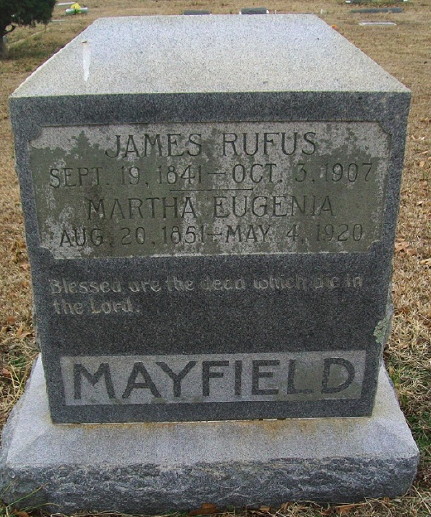 JAMES RUFUS
SEPT. 19, 1841—OCT. 3, 1907
MARTHA EUGENIA
AUG. 20, 1851—MAY 4, 1920
Blessed are the dead which die in
the Lord.
MAYFIELD